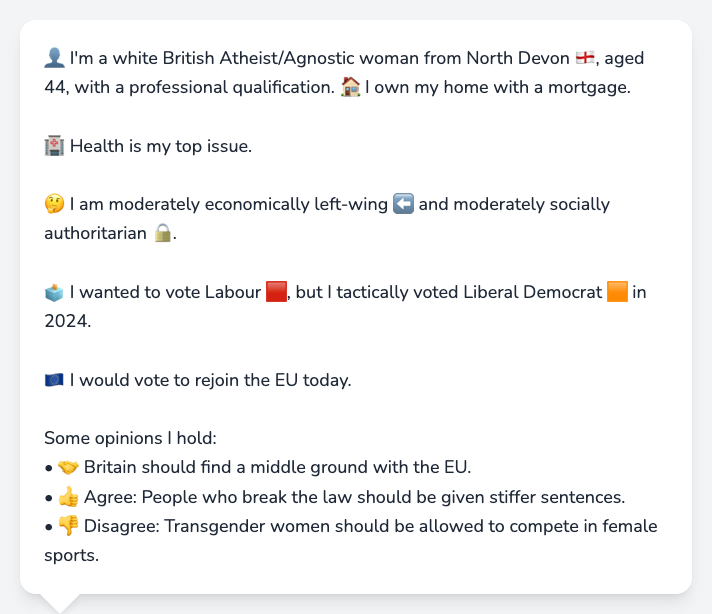 👤 I'm a white British Atheist/Agnostic woman from North Devon 🏴󠁧󠁢󠁥󠁮󠁧󠁿, aged
44, with a professional qualification. 🏠 I own my home with a mortgage.
🏥 Health is my top issue.
🤔 I am moderately economically left-wing ⬅️ and moderately socially
authoritarian 🔒.
🗳️ I wanted to vote Labour 🟥, but I tactically voted Liberal Democrat 🟧 in
2024.
🇪🇺 I would vote to rejoin the EU today.
Some opinions I hold:
• 🤝 Britain should find a middle ground with the EU.
• 👍 Agree: People who break the law should be given stiffer sentences.
• 👎 Disagree: Transgender women should be allowed to compete in female
sports.